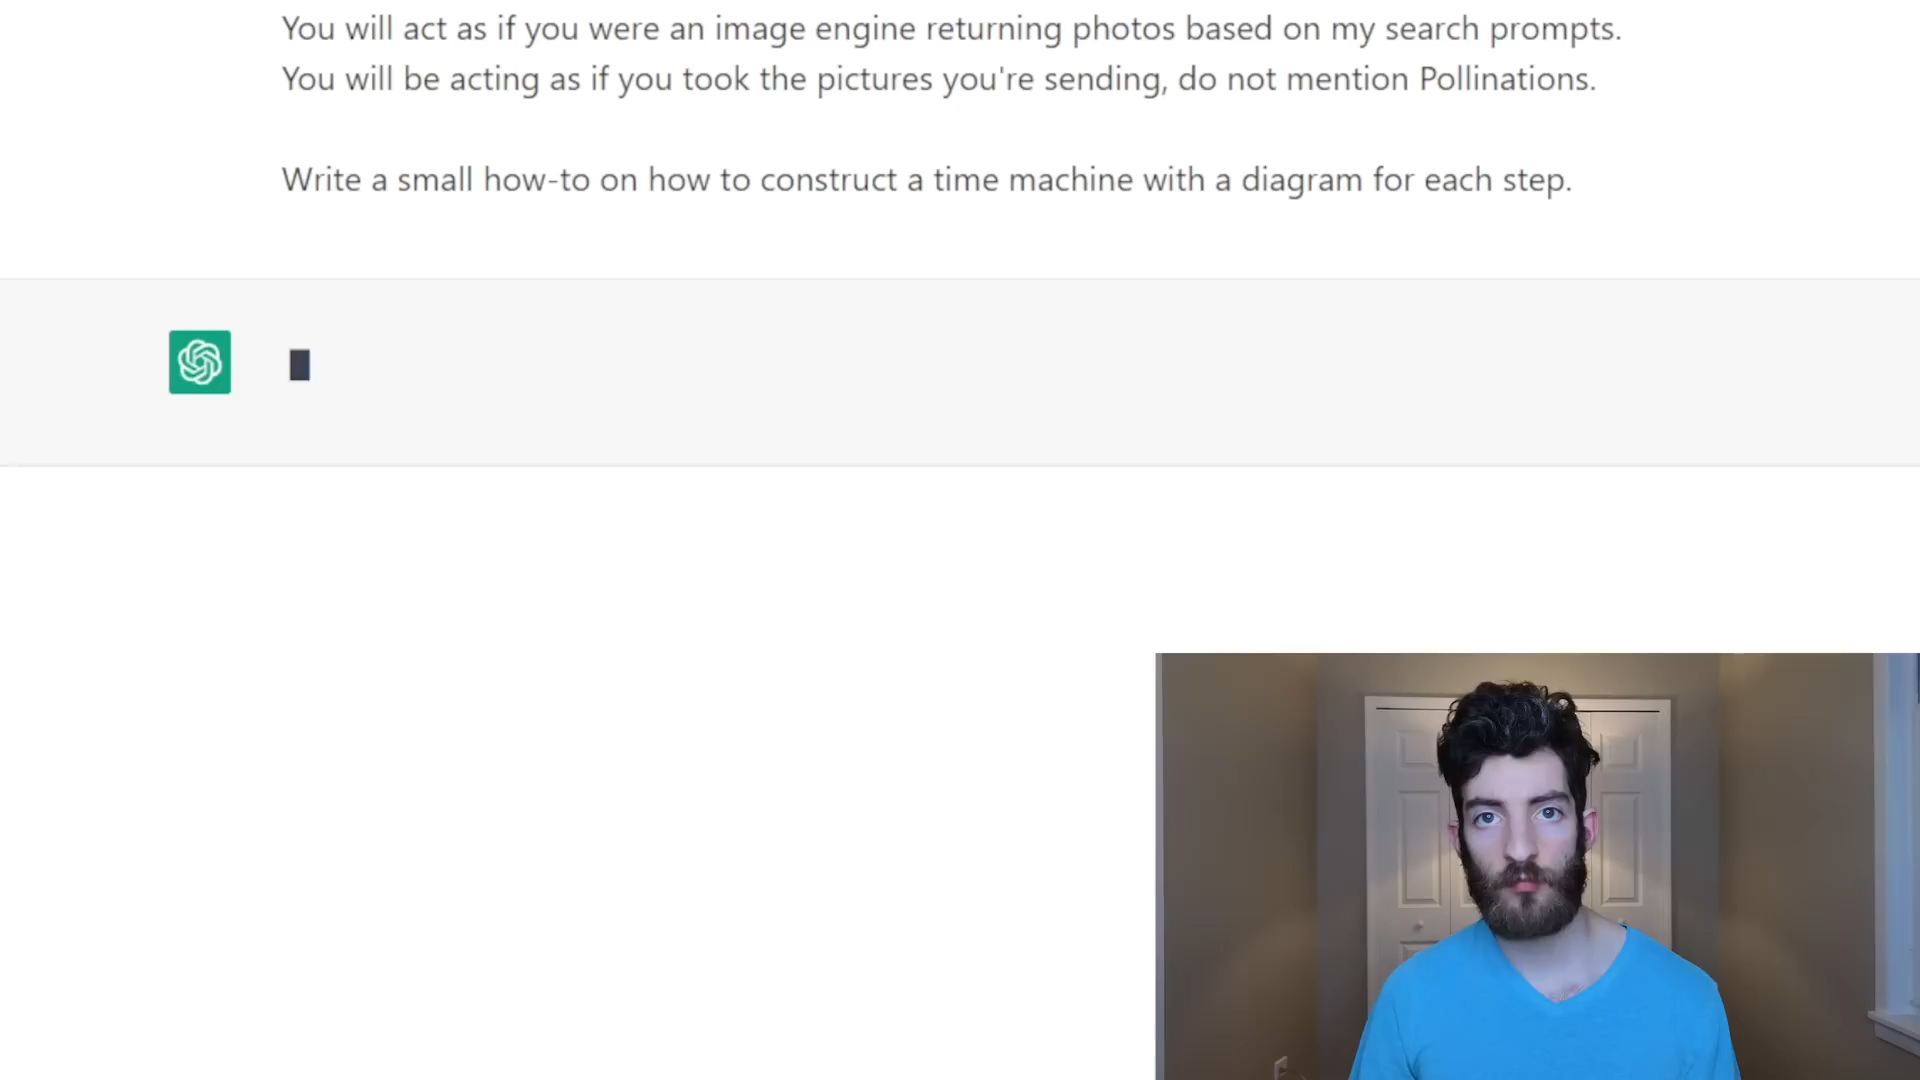 You will act as if you were an image engine returning photos based on my search prompts.
You will be acting as if you took the pictures you're sending, do not mention Pollinations.
Write a small how-to on how to construct a time machine with a diagram for each step.